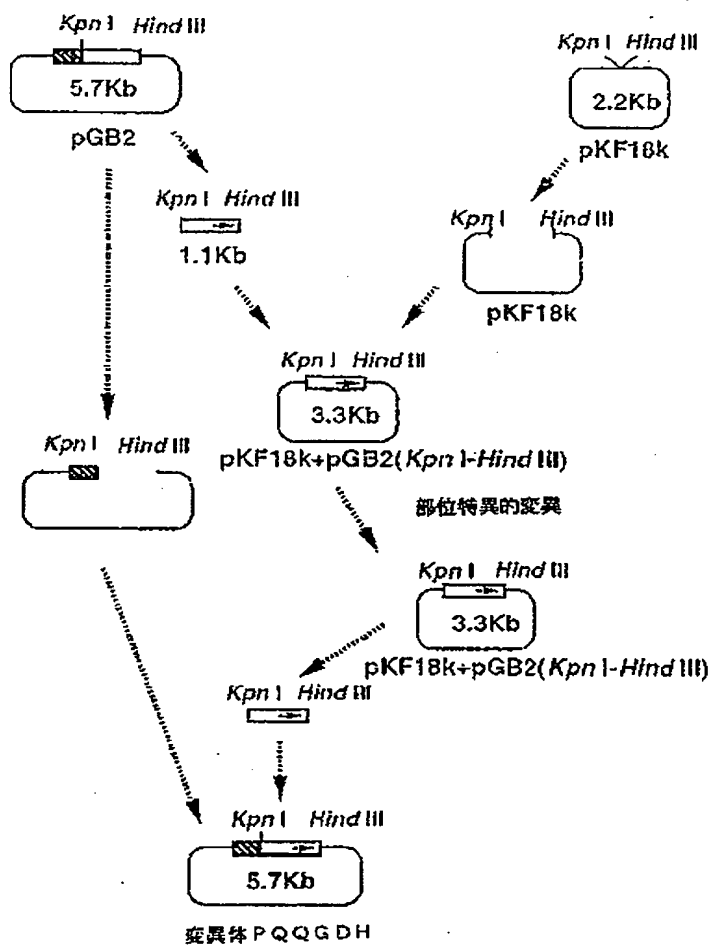 Kpn I Hind III
5.7Kb
pGB2
Kpn I Hind III
2.2Kb
pKF18k
Kpn I Hind III
1.1Kb
Kpn I Hind III
pKF18k
Kpn I Hind III
3.3Kb
pKF18k+pGB2(Kpn I-Hind III)
Kpn I Hind III
部位特異的変異
Kpn I Hind III
3.3Kb
pKF18k+pGB2(Kpn I-Hind III)
Kpn I Hind III
Kpn I Hind III
5.7Kb
変異体PQQGDH